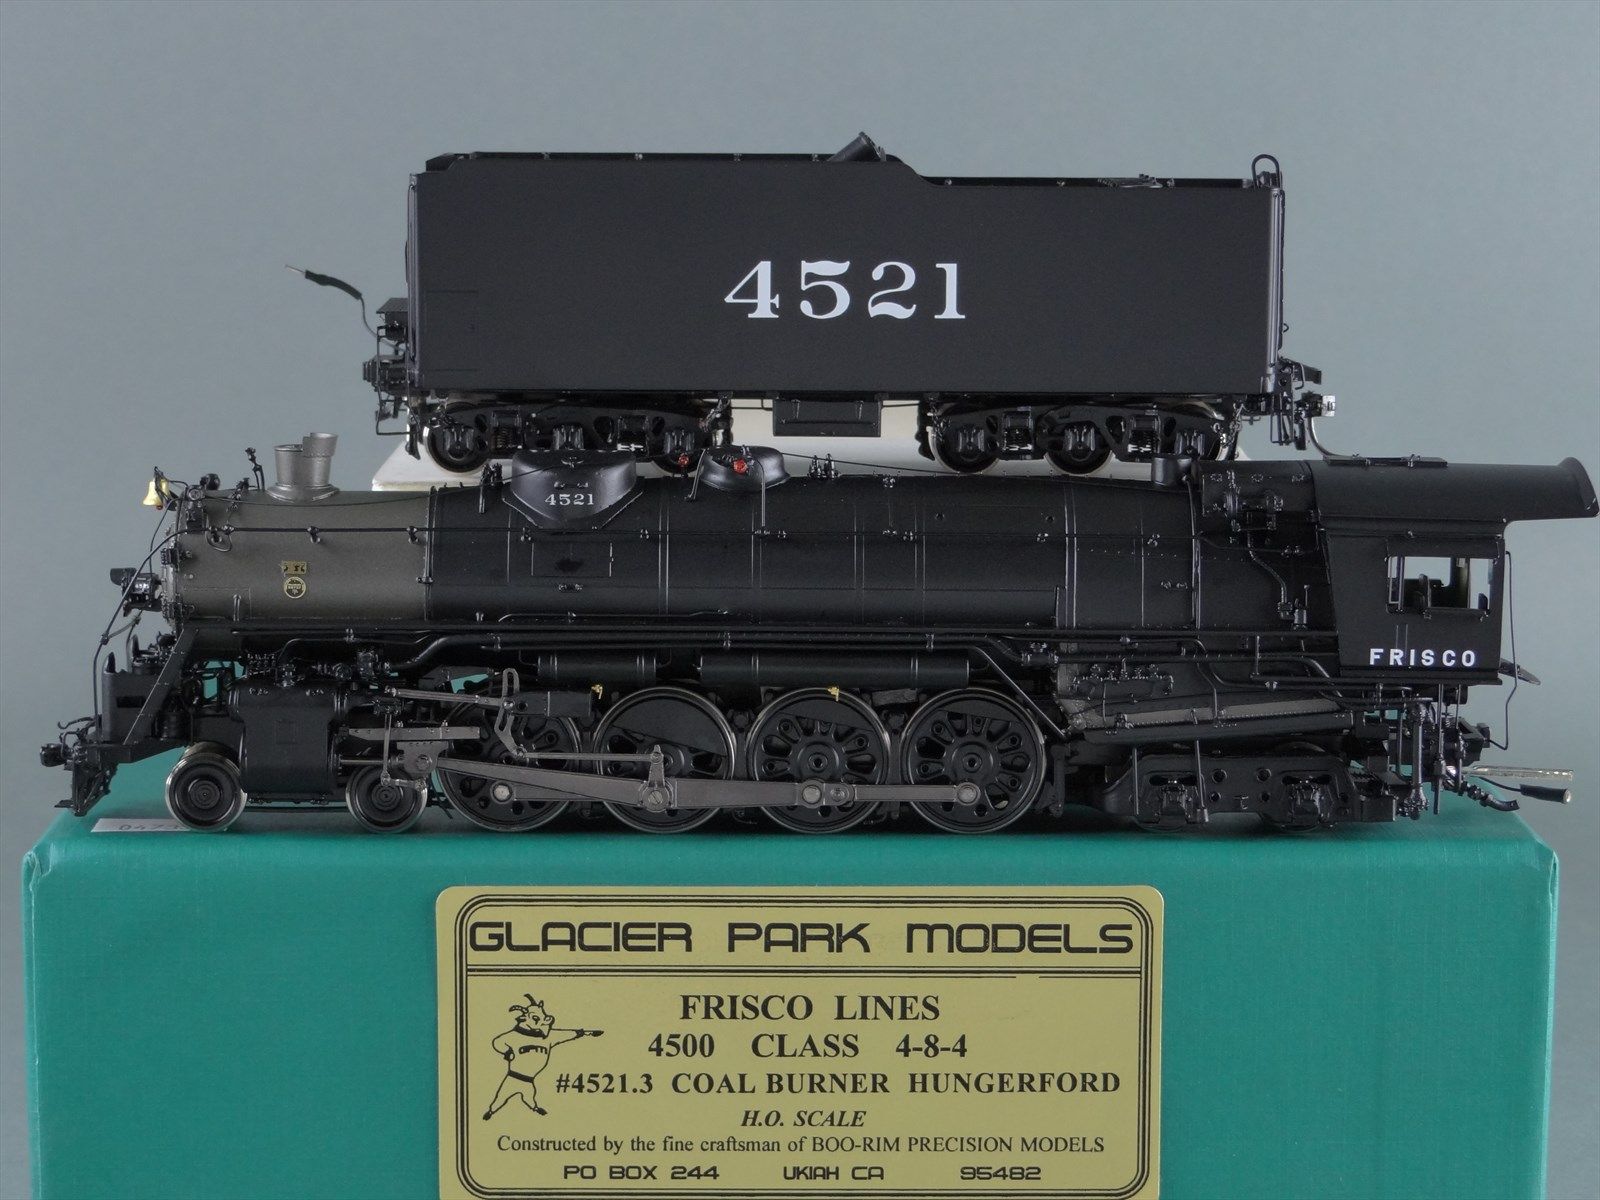 4521
4521
FRISCO
GLACIER PARK MODELS
FRISCO LINES
4500 CLASS 4-8-4
#4521.3 COAL BURNER HUNGERFORD
H.O. SCALE
Constructed by the fine craftsman of BOO-RIM PRECISION MODELS
PO BOX 244 UKIAH CA 95482